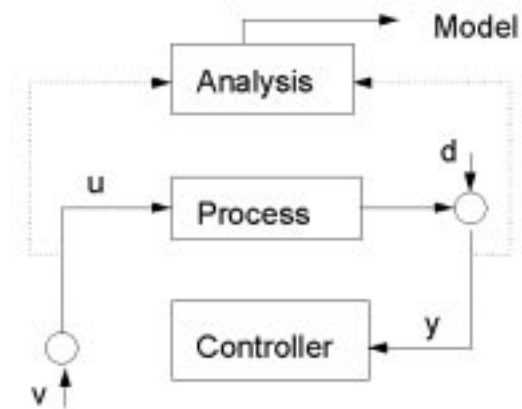 Model
Analysis
d
u
Process
Controller
y
v